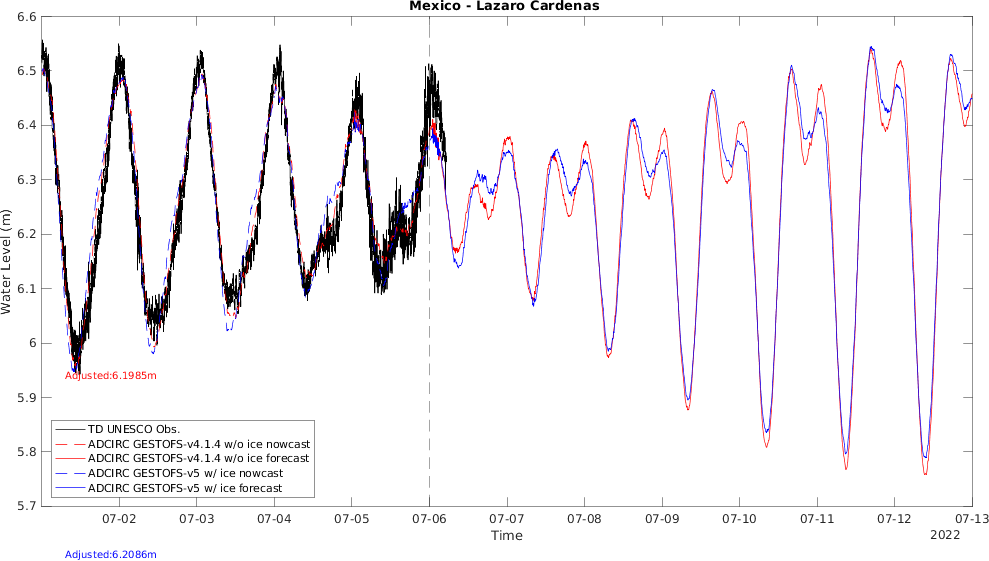 Mexico - Lazaro Cardenas
6.6
6.5
6.4
6.3
6.2
6.1
6
5.9
5.8
5.7
Water Level (m)
Adjusted:6.1985m
TD UNESCO Obs.
ADCIRC GESTOFS-v4.1.4 w/o ice nowcast
ADCIRC GESTOFS-v4.1.4 w/o ice forecast
ADCIRC GESTOFS-v5 w/ ice nowcast
ADCIRC GESTOFS-v5 w/ ice forecast
07-02 07-03 07-04 07-05 07-06 07-07 07-08 07-09 07-10 07-11 07-12 07-13
Time
2022
Adjusted:6.2086m